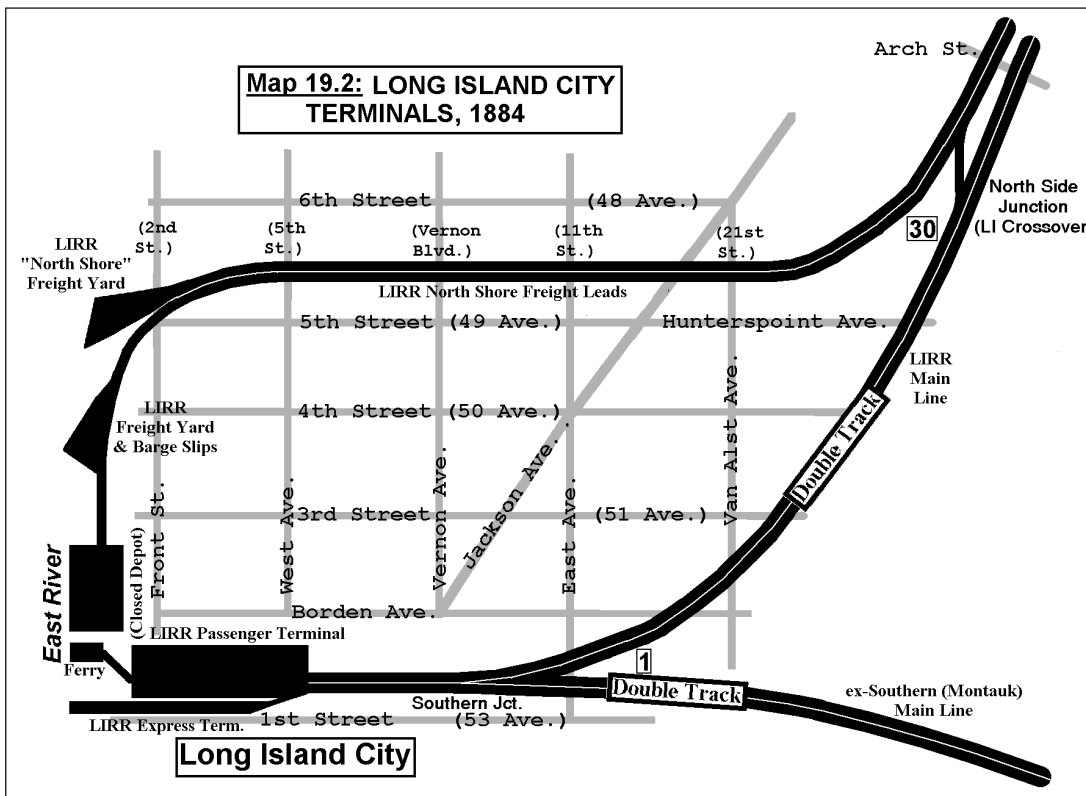 Map 19.2: LONG ISLAND CITY
TERMINALS, 1884
Arch St.
North Side
Junction
(LI Crossover)
30
6th Street (48 Ave.)
(2nd
St.)
(5th
St.)
(Vernon
Blvd.)
(11th
St.)
(21st
St.)
LIRR
"North Shore"
Freight Yard
LIRR North Shore Freight Leads
5th Street (49 Ave.)
Hunterspoint Ave.
LIRR
Main
Line
LIRR
Freight Yard
& Barge Slips
4th Street (50 Ave.)
Double Track
3rd Street (51 Ave.)
Front St.
West Ave.
Vernon Ave.
Jackson Ave.
East Ave.
Van Alst Ave.
East River
(Closed Depot)
Borden Ave.
LIRR Passenger Terminal
Ferry
1
Double Track
Southern Jct.
ex-Southern (Montauk)
Main Line
LIRR Express Term.
1st Street (53 Ave.)
Long Island City